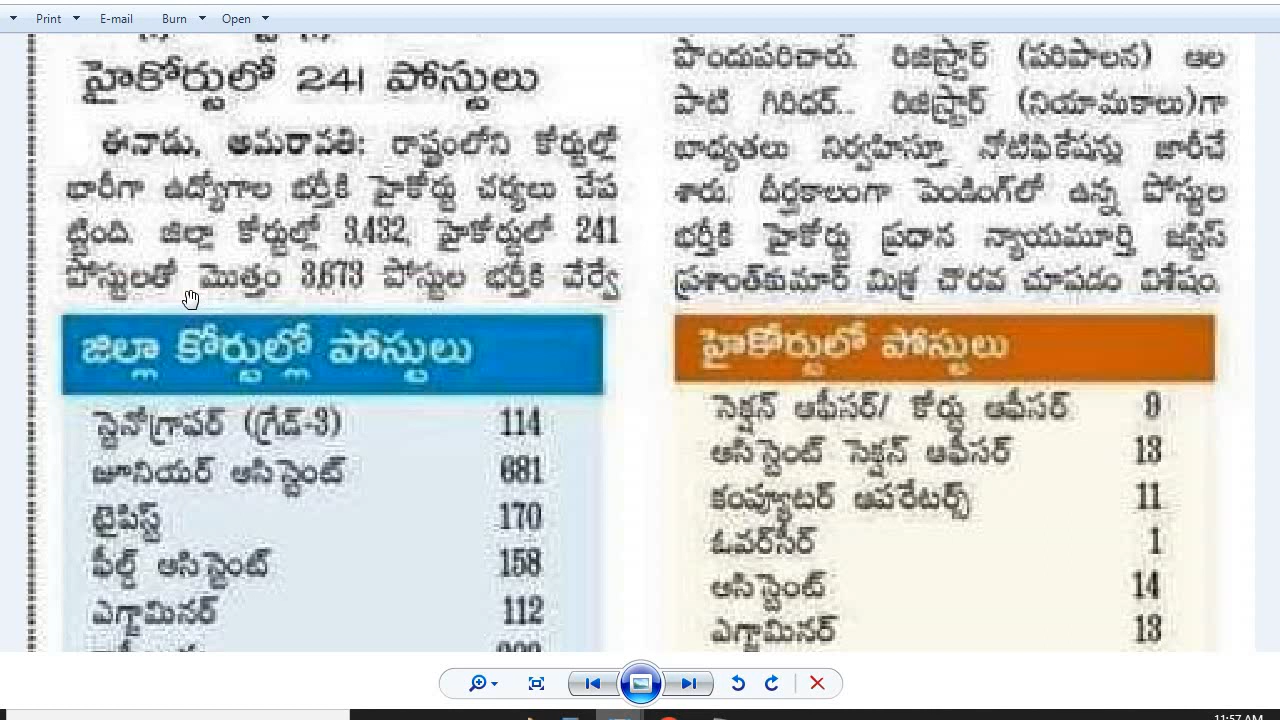 Print
E-mail
Burn
Open
హైకోర్టులో 241 పోస్టులు
ఈనాడు, అమరావతి: రాష్ట్రంలోని కోర్టుల్లో
భారీగా ఉద్యోగాల భర్తీకి హైకోర్టు చర్యలు చేప
ట్టింది. జిల్లా కోర్టుల్లో 3,432, హైకోర్టులో 241
పోస్టులతో మొత్తం 3,673 పోస్టుల భర్తీకి వేర్వే
జిల్లా కోర్టుల్లో పోస్టులు
స్టెనోగ్రాఫర్ (గ్రేడ్-3) 114
జూనియర్ అసిస్టెంట్ 681
టైపిస్ట్ 170
ఫీల్డ్ అసిస్టెంట్ 158
ఎగ్జామినర్ 112
పొందుపరిచారు. రిజిస్ట్రార్ (పరిపాలన) ఆల
పాటి గిరిధర్.. రిజిస్ట్రార్ (నియామకాలు)గా
బాధ్యతలు నిర్వహిస్తూ నోటిఫికేషన్లు జారీచే
శారు. దీర్ఘకాలంగా పెండింగ్‌లో ఉన్న పోస్టుల
భర్తీకి హైకోర్టు ప్రధాన న్యాయమూర్తి జస్టిస్
ప్రశాంత్‌కుమార్ మిశ్ర చొరవ చూపడం విశేషం.
హైకోర్టులో పోస్టులు
సెక్షన్ ఆఫీసర్/ కోర్టు ఆఫీసర్ 9
అసిస్టెంట్ సెక్షన్ ఆఫీసర్ 13
కంప్యూటర్ ఆపరేటర్స్ 11
ఓవర్‌సీర్ 1
అసిస్టెంట్ 14
ఎగ్జామినర్ 13
11:57 AM